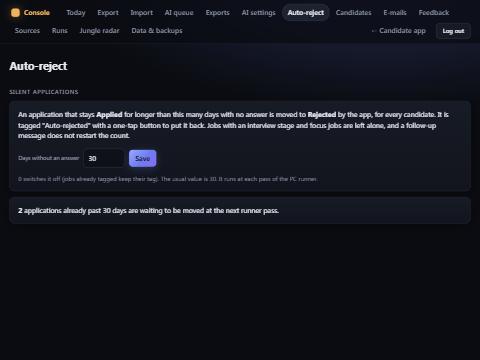 Console Today Export Import AI queue Exports AI settings Auto-reject Candidates E-mails Feedback
Sources Runs Jungle radar Data & backups ← Candidate app Log out
Auto-reject
SILENT APPLICATIONS
An application that stays Applied for longer than this many days with no answer is moved to Rejected by the app, for every candidate. It is
tagged "Auto-rejected" with a one-tap button to put it back. Jobs with an interview stage and focus jobs are left alone, and a follow-up
message does not restart the count.
Days without an answer 30 Save
0 switches it off (jobs already tagged keep their tag). The usual value is 30. It runs at each pass of the PC runner.
2 applications already past 30 days are waiting to be moved at the next runner pass.